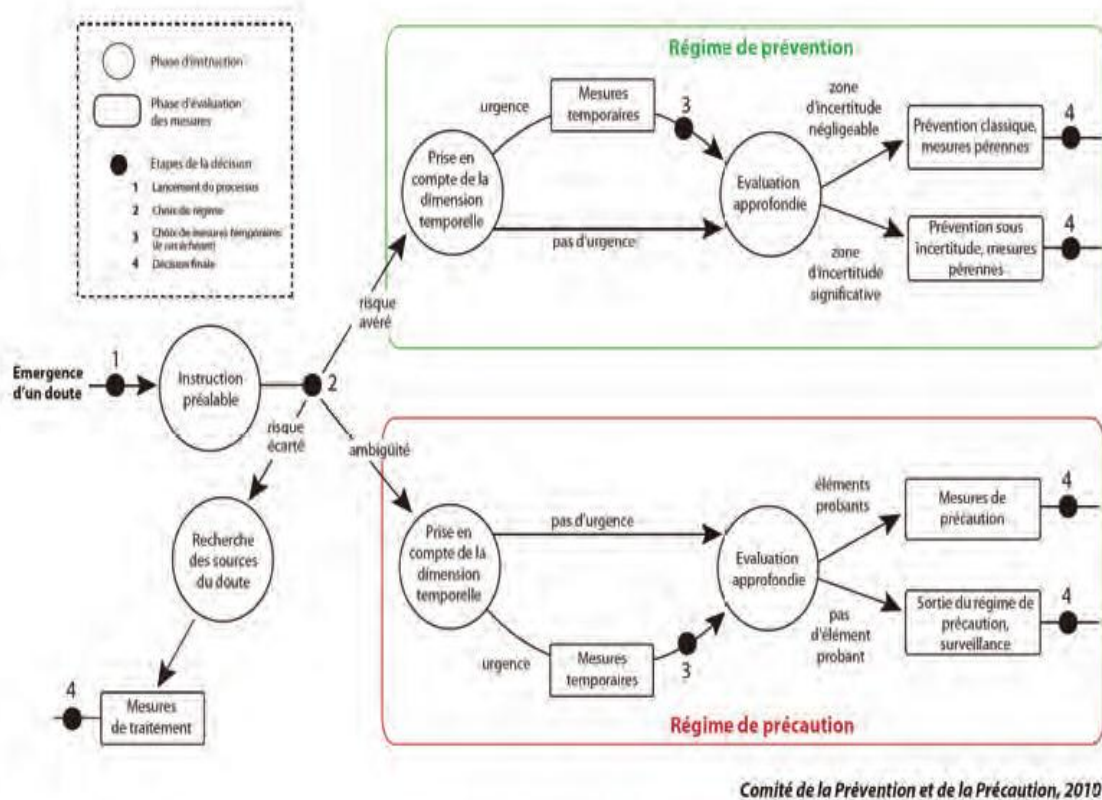 Phase d'instruction
Phase d'évaluation
des mesures
Etapes de la décision
1 Lancement du processus
2 Choix de régime
3 Choix de mesures temporaires
4 Décision finale
Émergence
d'un doute
1
Instruction
préalable
2
risque
avéré
risque
écarté
ambigüité
Recherche
des sources
du doute
4
Mesures
de traitement
Régime de prévention
Prise en
compte de la
dimension
temporelle
urgence
Mesures
temporaires
3
pas d'urgence
Evaluation
approfondie
zone
d'incertitude
négligeable
Prévention classique,
mesures pérennes
4
zone
d'incertitude
significative
Prévention sous
incertitude, mesures
pérennes
4
Prise en
compte de la
dimension
temporelle
pas d'urgence
urgence
Mesures
temporaires
3
Evaluation
approfondie
éléments
probants
Mesures de
précaution
4
pas
d'élément
probant
Sortie du régime de
précaution,
surveillance
4
Régime de précaution
Comité de la Prévention et de la Précaution, 2010